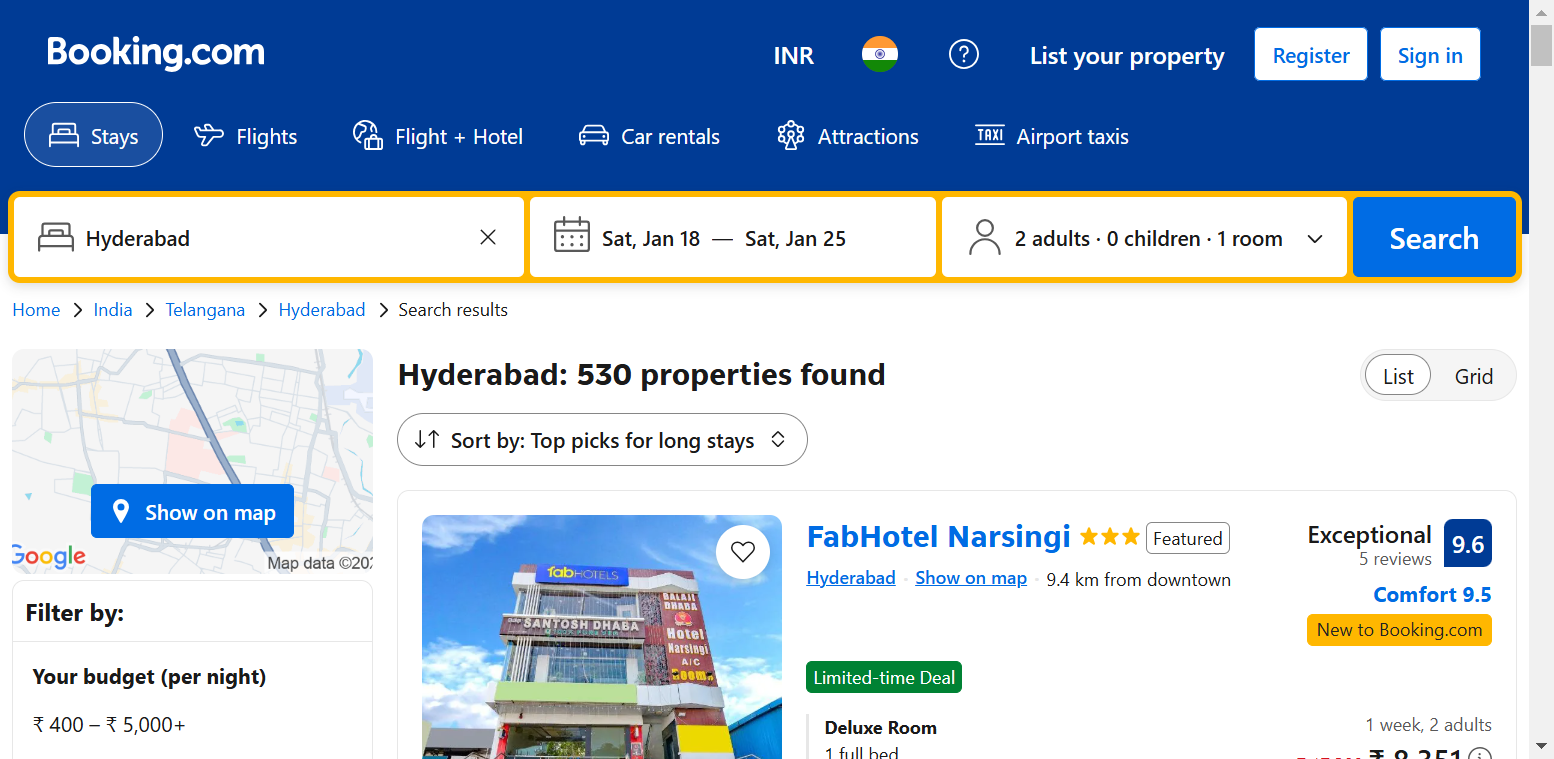 Booking.com
INR
List your property
Register
Sign in
Stays
Flights
Flight + Hotel
Car rentals
Attractions
TAXI
Airport taxis
Hyderabad
Sat, Jan 18 — Sat, Jan 25
2 adults · 0 children · 1 room
Search
Home
India
Telangana
Hyderabad
Search results
Show on map
Google
Map data ©202
Filter by:
Your budget (per night)
₹ 400 – ₹ 5,000+
Hyderabad: 530 properties found
List
Grid
Sort by: Top picks for long stays
fabHOTELS
SANTOSH DHABA
BALAJI
DHABA
Hotel
Narsingi
A/C
Room
FabHotel Narsingi
Featured
Hyderabad
Show on map
9.4 km from downtown
Exceptional
5 reviews
9.6
Comfort 9.5
New to Booking.com
Limited-time Deal
Deluxe Room
1 full bed
1 week, 2 adults
₹ 8,351